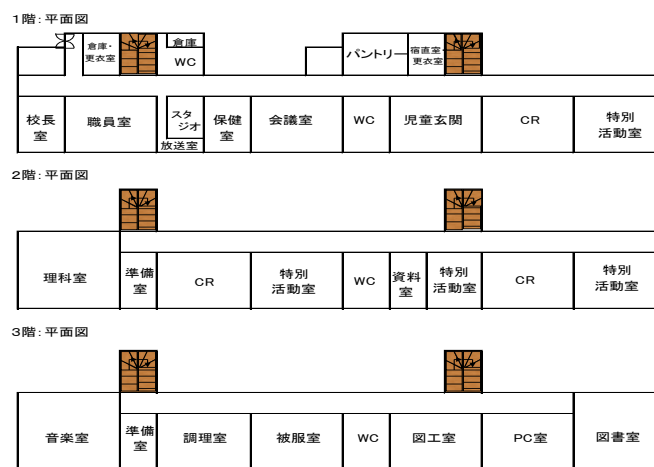 1階:平面図
倉庫・
更衣室
倉庫
WC
パントリー
宿直室・
更衣室
校長
室
職員室
スタ
ジオ
放送室
保健
室
会議室
WC
児童玄関
CR
特別
活動室
2階:平面図
理科室
準備
室
CR
特別
活動室
WC
資料
室
特別
活動室
CR
特別
活動室
3階:平面図
音楽室
準備
室
調理室
被服室
WC
図工室
PC室
図書室